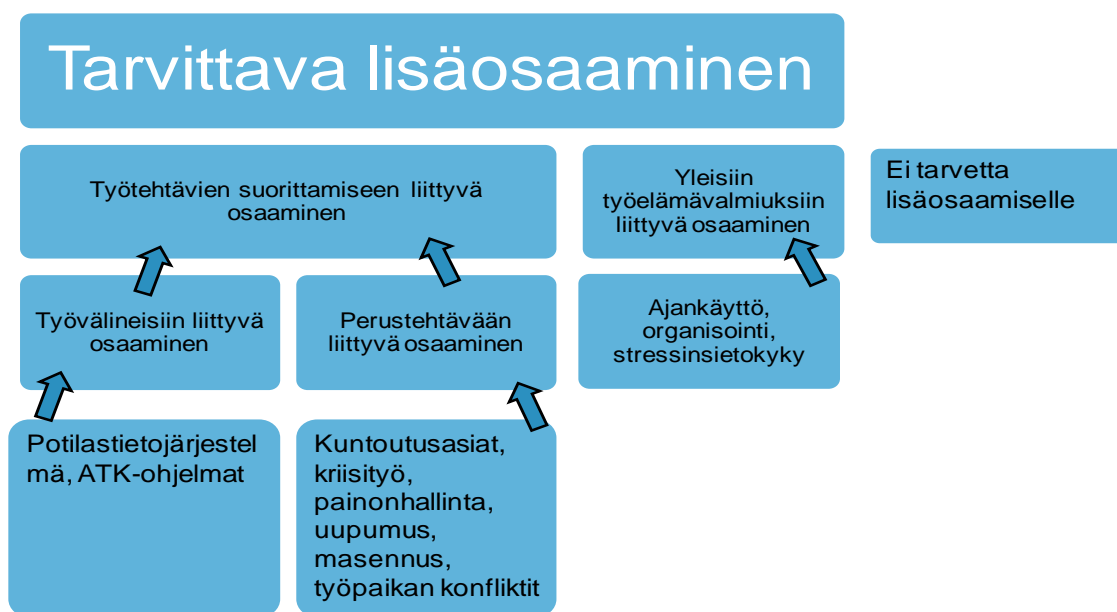 Tarvittava lisäosaaminen
Työtehtävien suorittamiseen liittyvä
osaaminen
Yleisiin
työelämävalmiuksiin
liittyvä osaaminen
Ei tarvetta
lisäosaamiselle
Työvälineisiin liittyvä
osaaminen
Perustehtävään
liittyvä osaaminen
Ajankäyttö,
organisointi,
stressinsietokyky
Potilastietojärjestel
mä, ATK-ohjelmat
Kuntoutusasiat,
kriisityö,
painonhallinta,
uupumus,
masennus,
työpaikan konfliktit